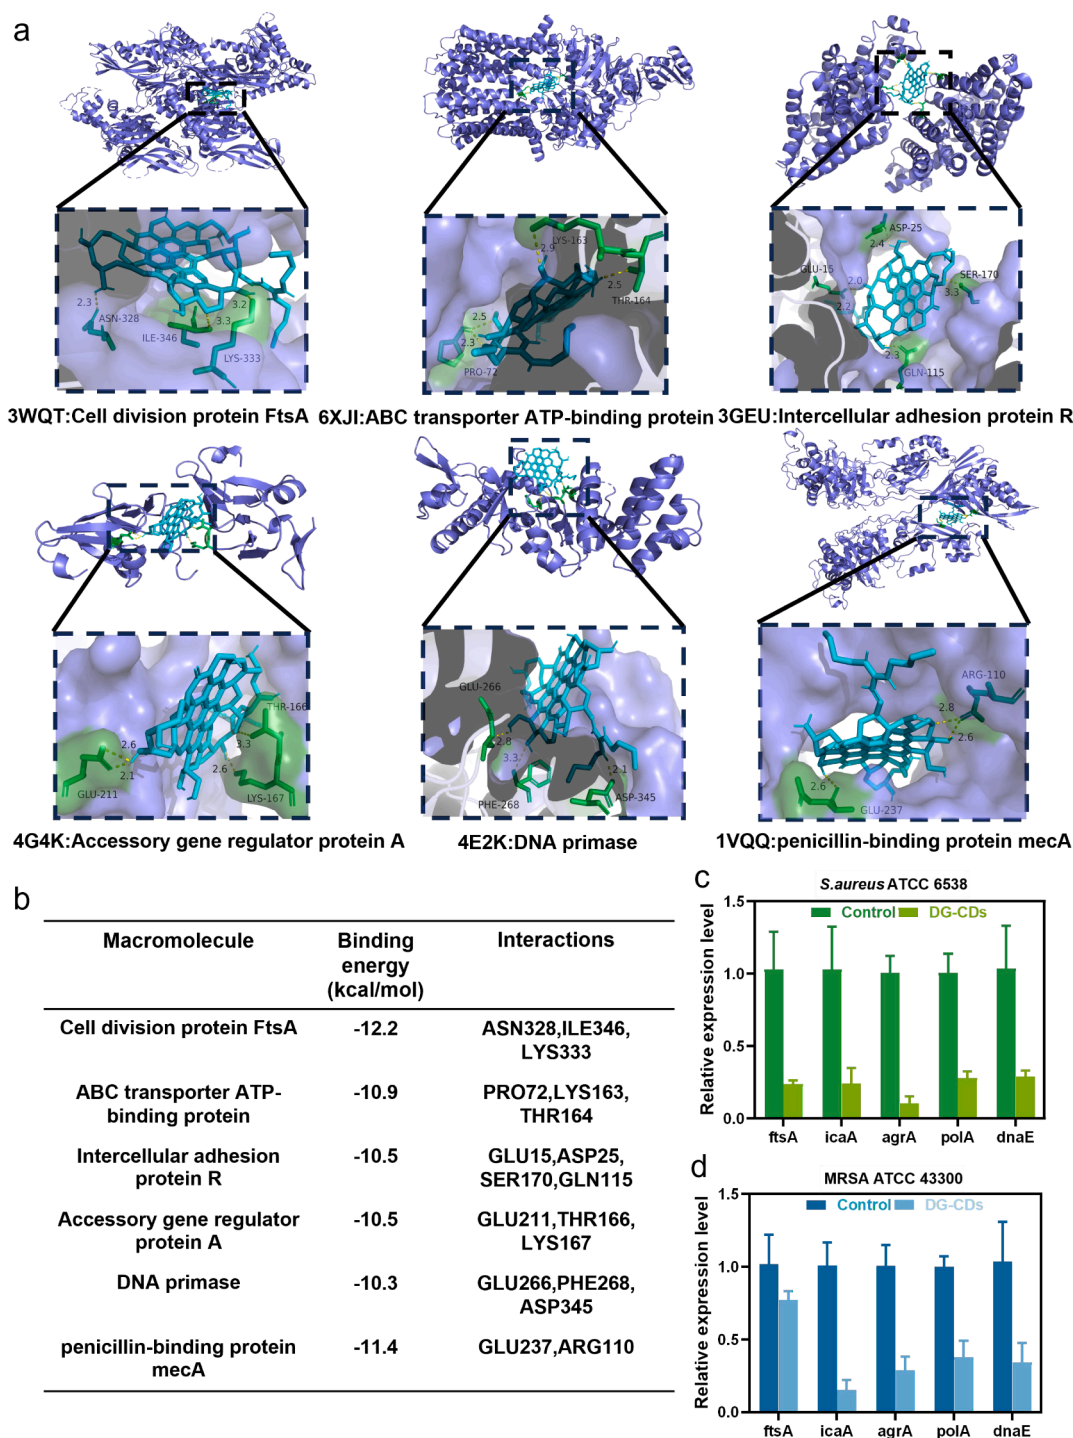 a
2.3
ASN-328
ILE-346
3.2
3.3
LYS-333
LYS-163
2.9
2.5
THR-164
2.5
2.3
PRO-72
ASP-25
2.4
GLU-15
2.0
2.2
SER-170
3.3
2.3
GLN-115
3WQT:Cell division protein FtsA
6XJI:ABC transporter ATP-binding protein
3GEU:Intercellular adhesion protein R
THR-166
3.3
2.6
2.1
2.6
GLU-211
LYS-167
GLU-266
2.8
3.3
2.1
PHE-268
ASP-345
ARG-110
2.8
2.6
2.6
GLU-237
4G4K:Accessory gene regulator protein A
4E2K:DNA primase
1VQQ:penicillin-binding protein mecA
b
Macromolecule
Binding
energy
(kcal/mol)
Interactions
Cell division protein FtsA
-12.2
ASN328,ILE346,
LYS333
ABC transporter ATP-
binding protein
-10.9
PRO72,LYS163,
THR164
Intercellular adhesion
protein R
-10.5
GLU15,ASP25,
SER170,GLN115
Accessory gene regulator
protein A
-10.5
GLU211,THR166,
LYS167
DNA primase
-10.3
GLU266,PHE268,
ASP345
penicillin-binding protein
mecA
-11.4
GLU237,ARG110
c
S.aureus ATCC 6538
Control
DG-CDs
Relative expression level
1.5
1.0
0.5
0.0
ftsA
icaA
agrA
polA
dnaE
d
MRSA ATCC 43300
Control
DG-CDs
Relative expression level
1.5
1.0
0.5
0.0
ftsA
icaA
agrA
polA
dnaE